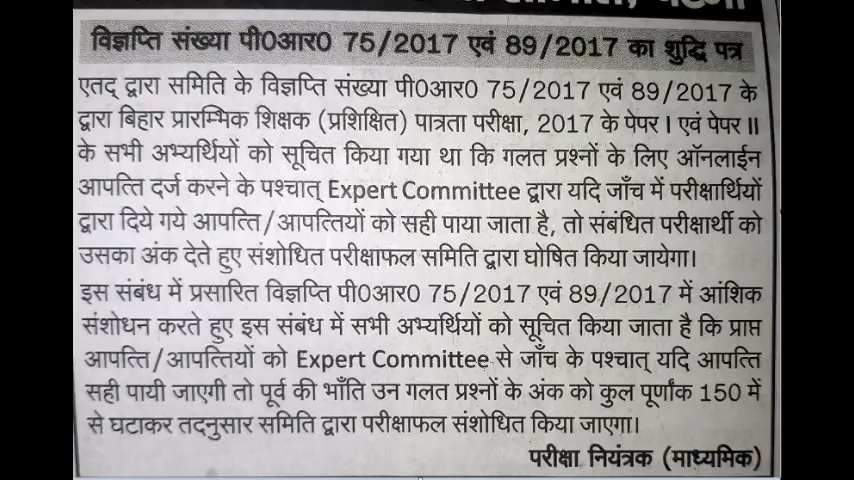 विज्ञप्ति संख्या पी0आर0 75/2017 एवं 89/2017 का शुद्धि पत्र
एतद् द्वारा समिति के विज्ञप्ति संख्या पी0आर0 75/2017 एवं 89/2017 के
द्वारा बिहार प्रारम्भिक शिक्षक (प्रशिक्षित) पात्रता परीक्षा, 2017 के पेपर I एवं पेपर II
के सभी अभ्यर्थियों को सूचित किया गया था कि गलत प्रश्नों के लिए ऑनलाईन
आपत्ति दर्ज करने के पश्चात् Expert Committee द्वारा यदि जाँच में परीक्षार्थियों
द्वारा दिये गये आपत्ति/आपत्तियों को सही पाया जाता है, तो संबंधित परीक्षार्थी को
उसका अंक देते हुए संशोधित परीक्षाफल समिति द्वारा घोषित किया जायेगा।
इस संबंध में प्रसारित विज्ञप्ति पी0आर0 75/2017 एवं 89/2017 में आंशिक
संशोधन करते हुए इस संबंध में सभी अभ्यर्थियों को सूचित किया जाता है कि प्राप्त
आपत्ति/आपत्तियों को Expert Committee से जाँच के पश्चात् यदि आपत्ति
सही पायी जाएगी तो पूर्व की भाँति उन गलत प्रश्नों के अंक को कुल पूर्णांक 150 में
से घटाकर तदनुसार समिति द्वारा परीक्षाफल संशोधित किया जाएगा।
परीक्षा नियंत्रक (माध्यमिक)